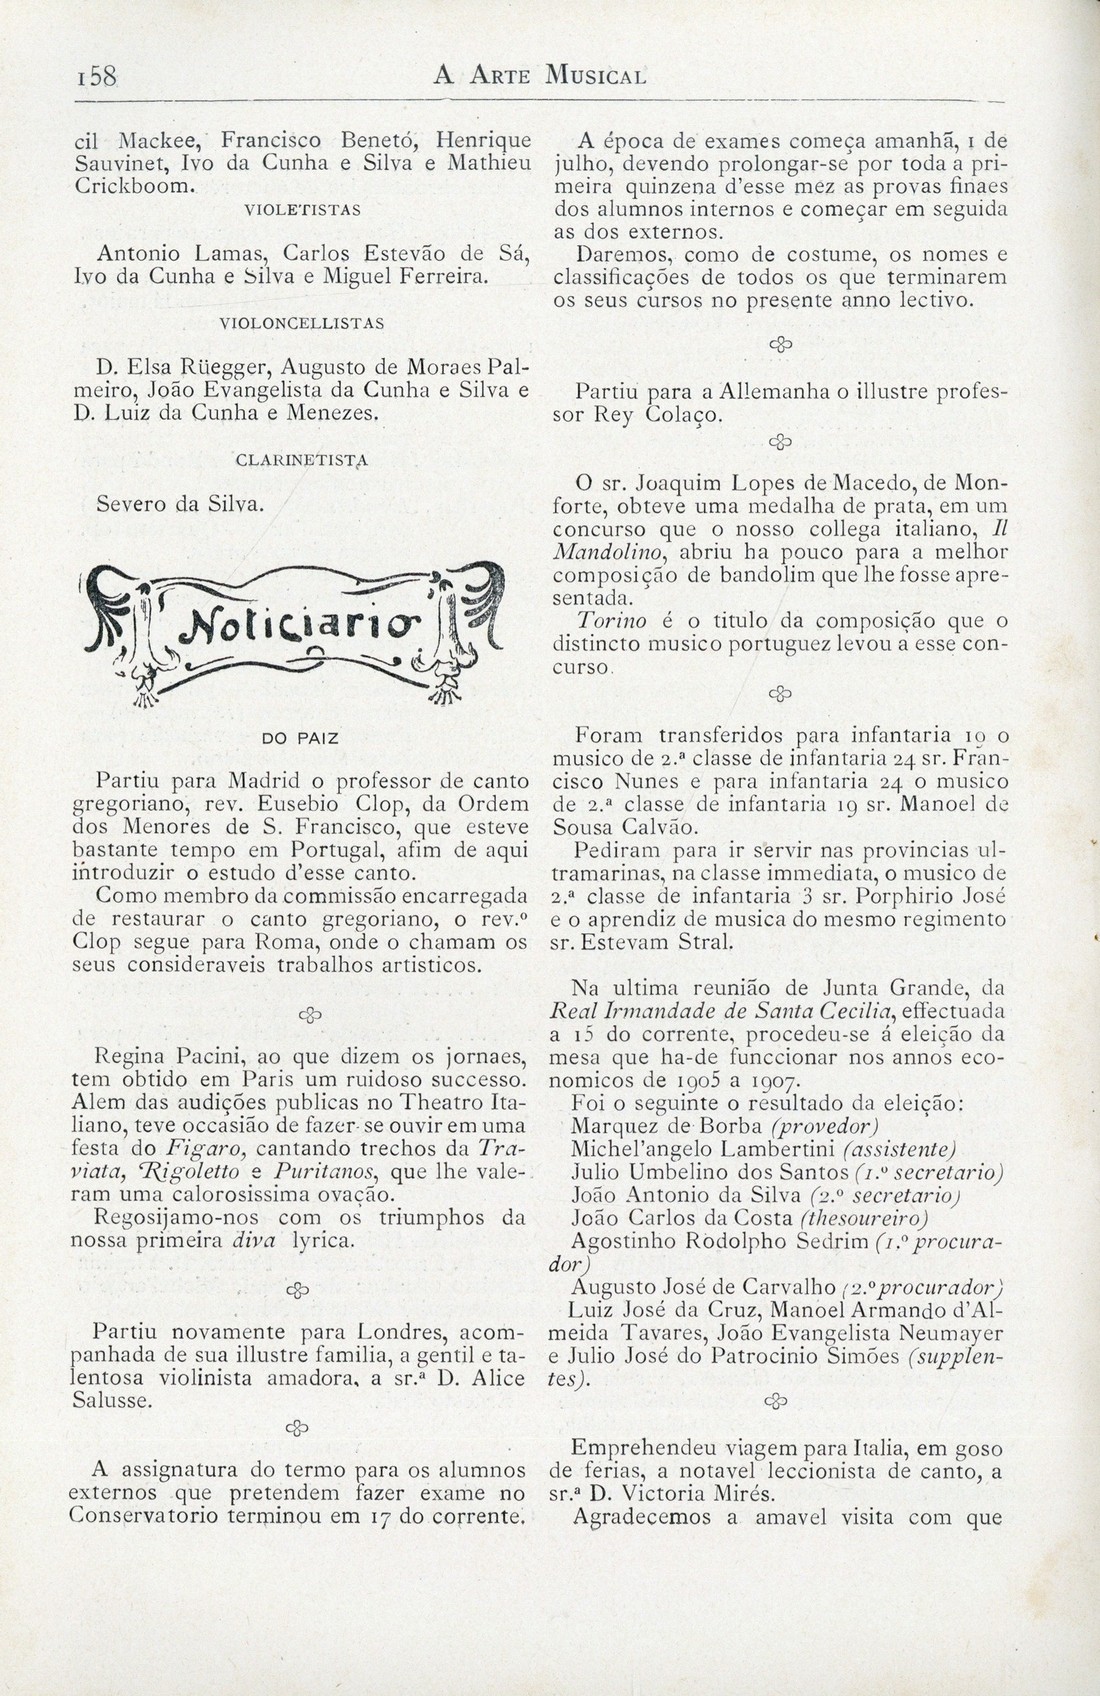 158
A ARTE MUSICAL
cil Mackee, Francisco Benetó, Henrique
Sauvinet, Ivo da Cunha e Silva e Mathieu
Crickboom.
VIOLETISTAS
Antonio Lamas, Carlos Estevão de Sá,
Ivo da Cunha e Silva e Miguel Ferreira.
VIOLONCELLISTAS
D. Elsa Rüegger, Augusto de Moraes Pal-
meiro, João Evangelista da Cunha e Silva e
D. Luiz da Cunha e Menezes.
CLARINETISTA
Severo da Silva.
Noticiario
DO PAIZ
Partiu para Madrid o professor de canto
gregoriano, rev. Eusebio Clop, da Ordem
dos Menores de S. Francisco, que esteve
bastante tempo em Portugal, afim de aqui
introduzir o estudo d'esse canto.
Como membro da commissão encarregada
de restaurar o canto gregoriano, o rev.º
Clop segue para Roma, onde o chamam os
seus consideraveis trabalhos artisticos.
Regina Pacini, ao que dizem os jornaes,
tem obtido em Paris um ruidoso successo.
Alem das audições publicas no Theatro Ita-
liano, teve occasião de fazer-se ouvir em uma
festa do Figaro, cantando trechos da Tra-
viata, Rigoletto e Puritanos, que lhe vale-
ram uma calorosissima ovação.
Regosijamo-nos com os triumphos da
nossa primeira diva lyrica.
Partiu novamente para Londres, acom-
panhada de sua illustre familia, a gentil e ta-
lentosa violinista amadora, a sr.ª D. Alice
Salusse.
A assignatura do termo para os alumnos
externos que pretendem fazer exame no
Conservatorio terminou em 17 do corrente.
A época de exames começa amanhã, 1 de
julho, devendo prolongar-se por toda a pri-
meira quinzena d'esse mez as provas finaes
dos alumnos internos e começar em seguida
as dos externos.
Daremos, como de costume, os nomes e
classificações de todos os que terminarem
os seus cursos no presente anno lectivo.
Partiu para a Allemanha o illustre profes-
sor Rey Colaço.
O sr. Joaquim Lopes de Macedo, de Mon-
forte, obteve uma medalha de prata, em um
concurso que o nosso collega italiano, Il
Mandolino, abriu ha pouco para a melhor
composição de bandolim que lhe fosse apre-
sentada.
Torino é o titulo da composição que o
distincto musico portuguez levou a esse con-
curso.
Foram transferidos para infantaria 19 o
musico de 2.ª classe de infantaria 24 sr. Fran-
cisco Nunes e para infantaria 24 o musico
de 2.ª classe de infantaria 19 sr. Manoel de
Sousa Calvão.
Pediram para ir servir nas provincias ul-
tramarinas, na classe immediata, o musico de
2.ª classe de infantaria 3 sr. Porphirio José
e o aprendiz de musica do mesmo regimento
sr. Estevam Stral.
Na ultima reunião de Junta Grande, da
Real Irmandade de Santa Cecilia, effectuada
a 15 do corrente, procedeu-se á eleição da
mesa que ha-de funccionar nos annos eco-
nomicos de 1905 a 1907.
Foi o seguinte o resultado da eleição:
Marquez de Borba (provedor)
Michel'angelo Lambertini (assistente)
Julio Umbelino dos Santos (1.º secretario)
João Antonio da Silva (2.º secretario)
João Carlos da Costa (thesoureiro)
Agostinho Rodolpho Sedrim (1.º procura-
dor)
Augusto José de Carvalho (2.º procurador)
Luiz José da Cruz, Manoel Armando d'Al-
meida Tavares, João Evangelista Neumayer
e Julio José do Patrocinio Simões (supplen-
tes).
Emprehendeu viagem para Italia, em goso
de ferias, a notavel leccionista de canto, a
sr.ª D. Victoria Mirés.
Agradecemos a amavel visita com que